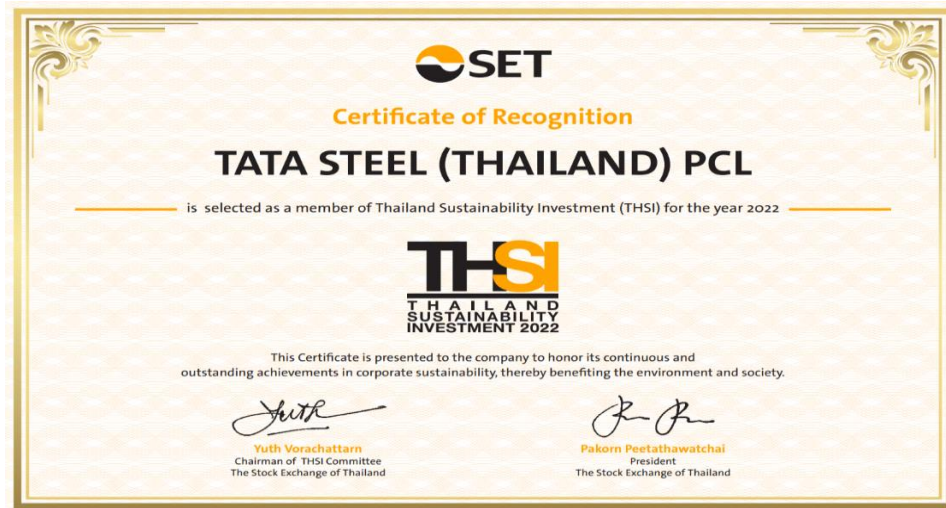 SET
Certificate of Recognition
TATA STEEL (THAILAND) PCL
is selected as a member of Thailand Sustainability Investment (THSI) for the year 2022
THSI
THAILAND
SUSTAINABILITY
INVESTMENT 2022
This Certificate is presented to the company to honor its continuous and
outstanding achievements in corporate sustainability, thereby benefiting the environment and society.
Yuth Vorachattarn
Chairman of THSI Committee
The Stock Exchange of Thailand
Pakorn Peetathawatchai
President
The Stock Exchange of Thailand